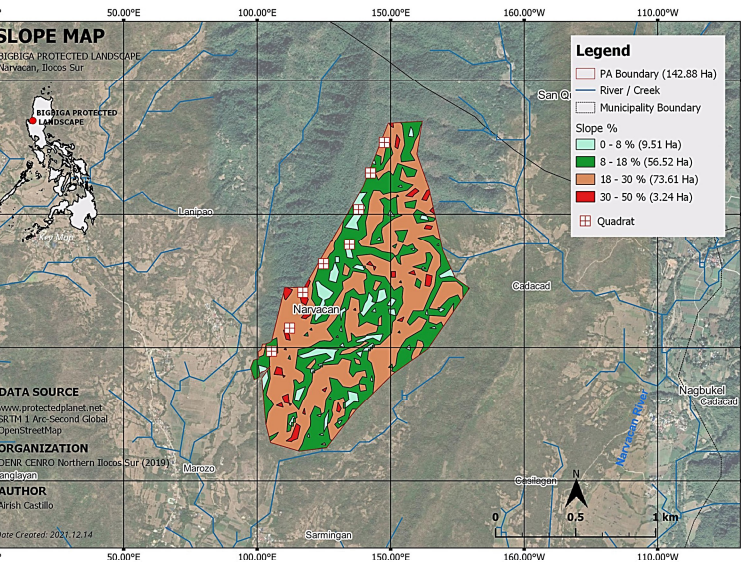 50.00°E
100.00°W
150.00°W
160.00°W
110.00°W
SLOPE MAP
BIGBIGA PROTECTED LANDSCAPE
Narvacan, Ilocos Sur
BIGBIGA PROTECTED
LANDSCAPE
Key Map
Legend
PA Boundary (142.88 Ha)
River / Creek
Municipality Boundary
Slope %
0 - 8 % (9.51 Ha)
8 - 18 % (56.52 Ha)
18 - 30 % (73.61 Ha)
30 - 50 % (3.24 Ha)
Quadrat
San Qu
Lanipao
Cadacad
Narvacan
Nagbukel
Cadacad
Narvacan River
DATA SOURCE
www.protectedplanet.net
SRTM 1 Arc-Second Global
OpenStreetMap
ORGANIZATION
DENR CENRO Northern Ilocos Sur (2019)
anglayan
Marozo
Casilagan
AUTHOR
Airish Castillo
Date Created: 2021.12.14
Sarmingan
N
0
0.5
1 km
50.00°E
100.00°W
150.00°W
160.00°W
110.00°W